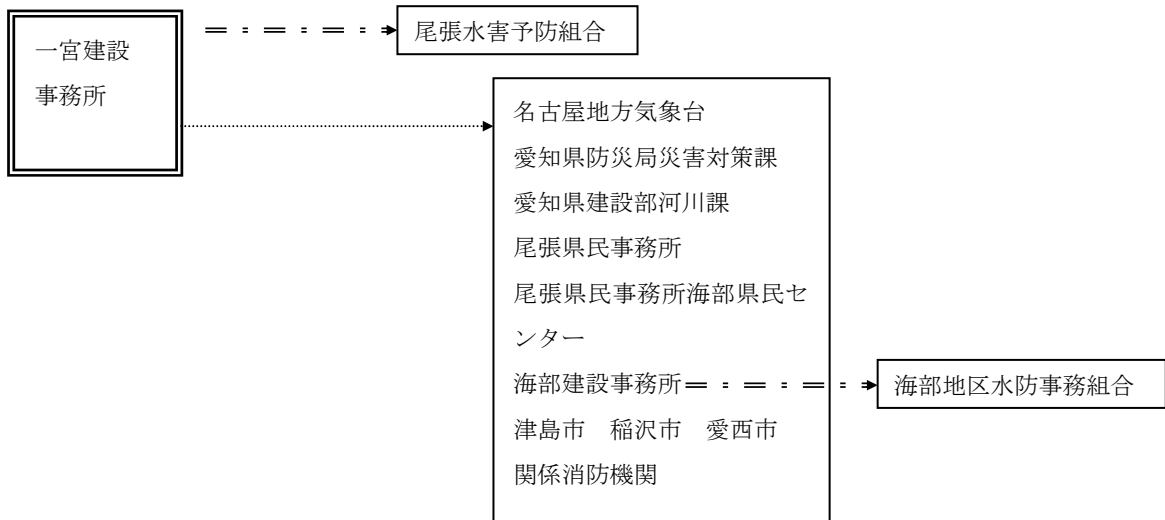 一宮建設
事務所
尾張水害予防組合
名古屋地方気象台
愛知県防災局災害対策課
愛知県建設部河川課
尾張県民事務所
尾張県民事務所海部県民セ
ンター
海部建設事務所
海部地区水防事務組合
津島市　稲沢市　愛西市
関係消防機関